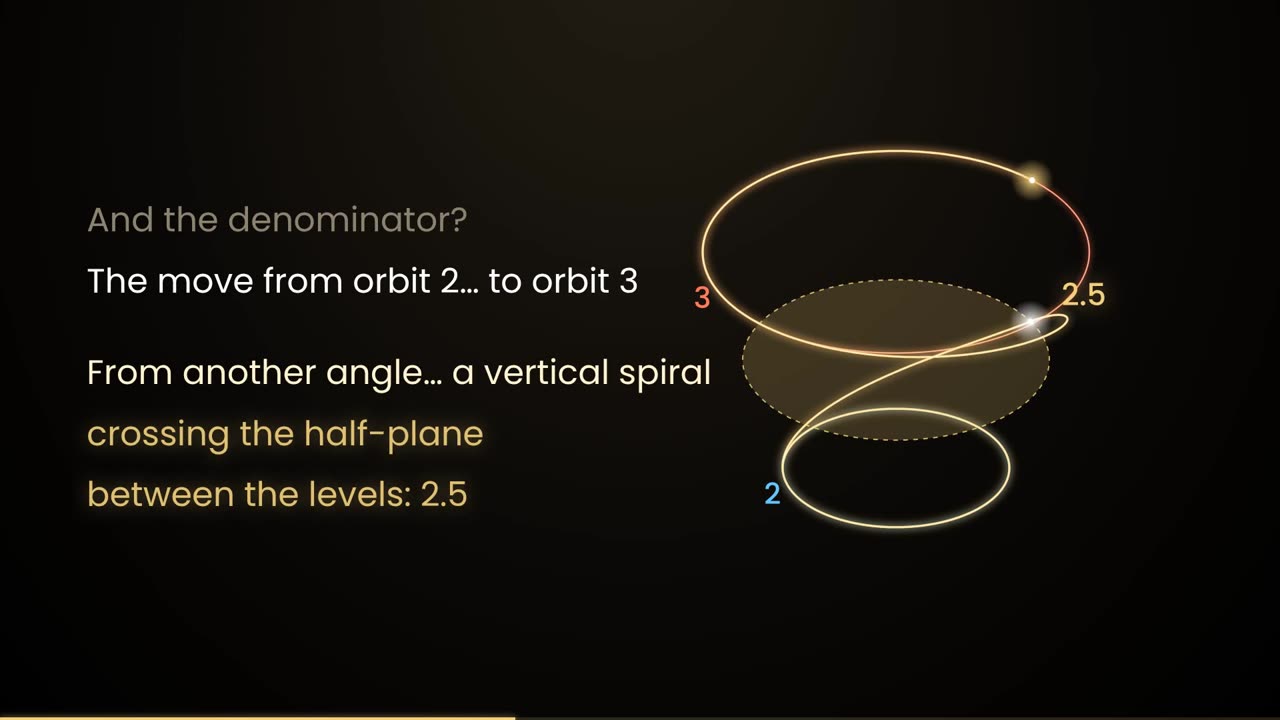 And the denominator?
The move from orbit 2... to orbit 3
From another angle... a vertical spiral
crossing the half-plane
between the levels: 2.5
3
2.5
2